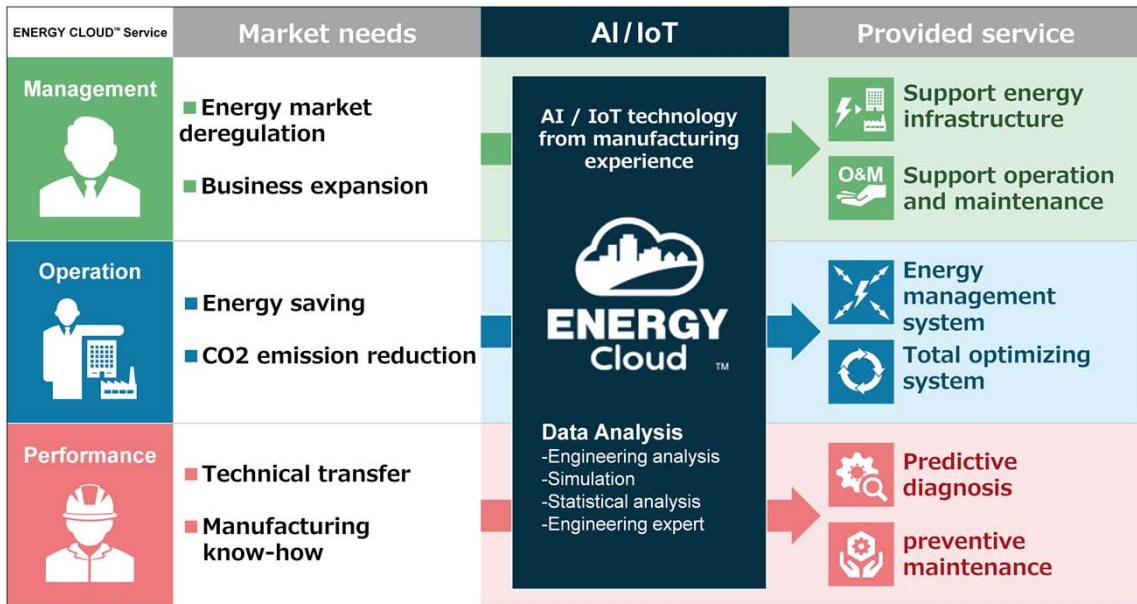 ENERGY CLOUD™ Service
Market needs
AI/IoT
Provided service
Management
Energy market
deregulation
Business expansion
AI / IoT technology
from manufacturing
experience
Support energy
infrastructure
O&M
Support operation
and maintenance
Operation
Energy saving
CO2 emission reduction
ENERGY
Cloud
TM
Energy
management
system
Total optimizing
system
Performance
Technical transfer
Manufacturing
know-how
Data Analysis
-Engineering analysis
-Simulation
-Statistical analysis
-Engineering expert
Predictive
diagnosis
preventive
maintenance